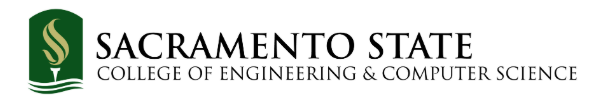 SACRAMENTO STATE
COLLEGE OF ENGINEERING & COMPUTER SCIENCE